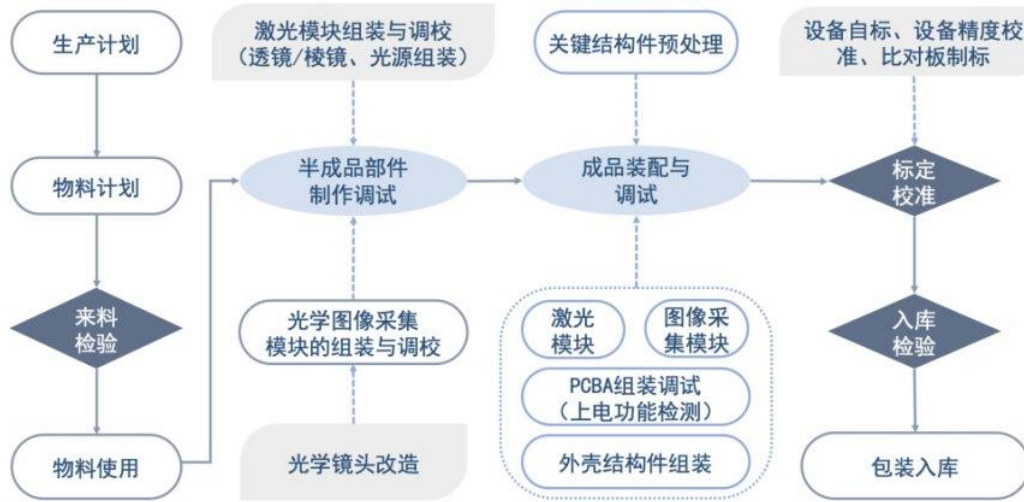 生产计划
激光模块组装与调校
（透镜/棱镜、光源组装）
关键结构件预处理
设备自标、设备精度校
准、比对板制标
物料计划
半成品部件
制作调试
成品装配与
调试
标定
校准
来料
检验
光学图像采集
模块的组装与调校
激光
模块
图像采
集模块
PCBA组装调试
（上电功能检测）
外壳结构件组装
入库
检验
物料使用
光学镜头改造
包装入库